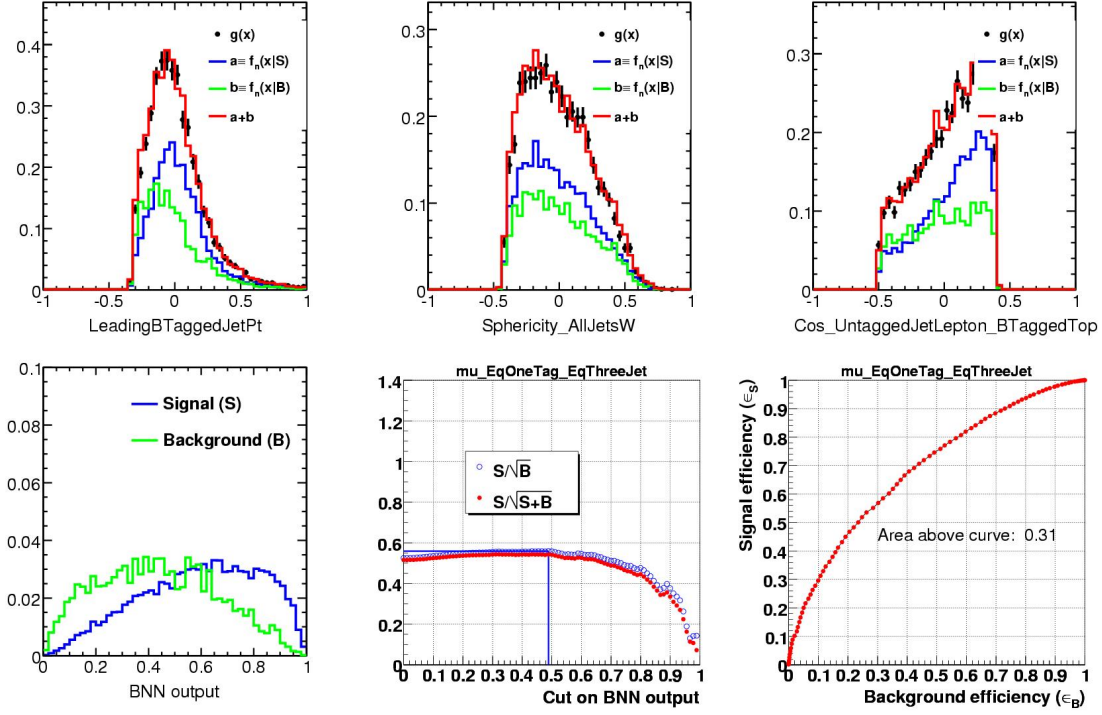 0.4
0.3
0.2
0.1
0
-1 -0.5 0 0.5 1
g(x)
a≡ fn(x|S)
b≡ fn(x|B)
a+b
LeadingBTaggedJetPt
0.3
0.2
0.1
0
-1 -0.5 0 0.5 1
g(x)
a≡ fn(x|S)
b≡ fn(x|B)
a+b
Sphericity_AllJetsW
0.3
0.2
0.1
0
-1 -0.5 0 0.5 1
g(x)
a≡ fn(x|S)
b≡ fn(x|B)
a+b
Cos_UntaggedJetLepton_BTaggedTop
0.1
0.08
0.06
0.04
0.02
0
0 0.2 0.4 0.6 0.8 1
Signal (S)
Background (B)
BNN output
mu_EqOneTag_EqThreeJet
1.4
1.2
1
0.8
0.6
0.4
0.2
0
0 0.1 0.2 0.3 0.4 0.5 0.6 0.7 0.8 0.9 1
S/√B
S/√S+B
Cut on BNN output
mu_EqOneTag_EqThreeJet
Signal efficiency (ϵS)
1
0.9
0.8
0.7
0.6
0.5
0.4
0.3
0.2
0.1
0
0 0.1 0.2 0.3 0.4 0.5 0.6 0.7 0.8 0.9 1
Area above curve: 0.31
Background efficiency (ϵB)